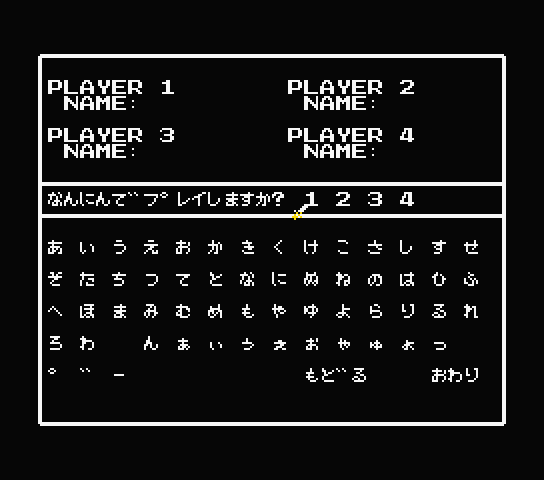 PLAYER 1 PLAYER 2
NAME: NAME:
PLAYER 3 PLAYER 4
NAME: NAME:
なんにんで゛プ゜レイしますか? 1 2 3 4
あ い う え お か き く け こ さ し す せ
そ た ち つ て と な に ぬ ね の は ひ ふ
へ ほ ま み む め も や ゆ よ ら り る れ
ろ わ ん ぁ ぃ ぅ ぇ ぉ ゃ ゅ ょ っ
゜ ゛ ー もど゛る おわり